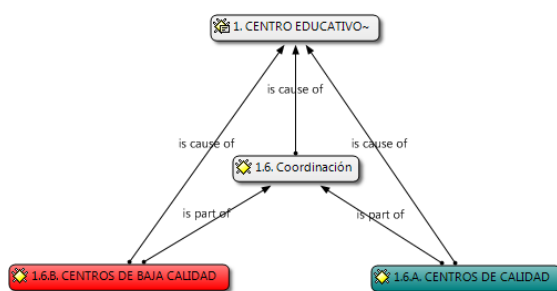 1. CENTRO EDUCATIVO~
is cause of
is cause of
is cause of
1.6. Coordinación
is part of
is part of
1.6.B. CENTROS DE BAJA CALIDAD
1.6.A. CENTROS DE CALIDAD